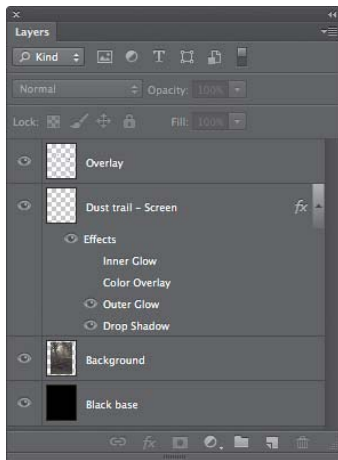 Layers
Kind
Normal Opacity: 100%
Lock: Fill: 100%
Overlay
Dust trail – Screen fx
Effects
Inner Glow
Color Overlay
Outer Glow
Drop Shadow
Background
Black base
fx